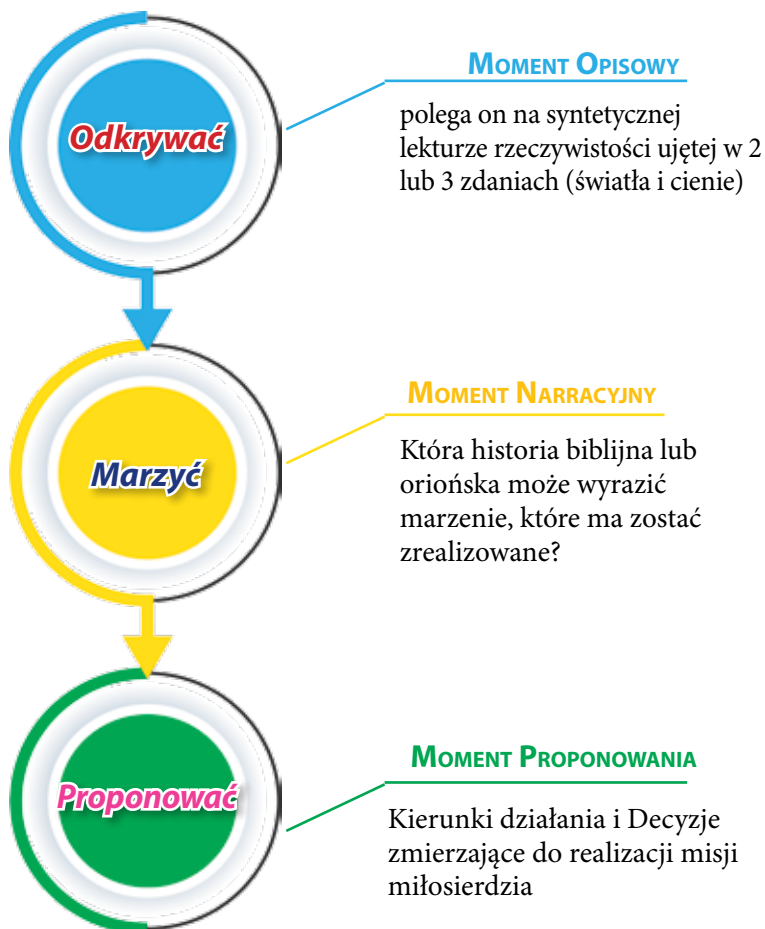 Odkrywać
Moment Opisowy
polega on na syntetycznej
lekturze rzeczywistości ujętej w 2
lub 3 zdaniach (światła i cienie)
Marzyć
Moment Narracyjny
Która historia biblijna lub
oriońska może wyrazić
marzenie, które ma zostać
zrealizowane?
Proponować
Moment Proponowania
Kierunki działania i Decyzje
zmierzające do realizacji misji
miłosierdzia